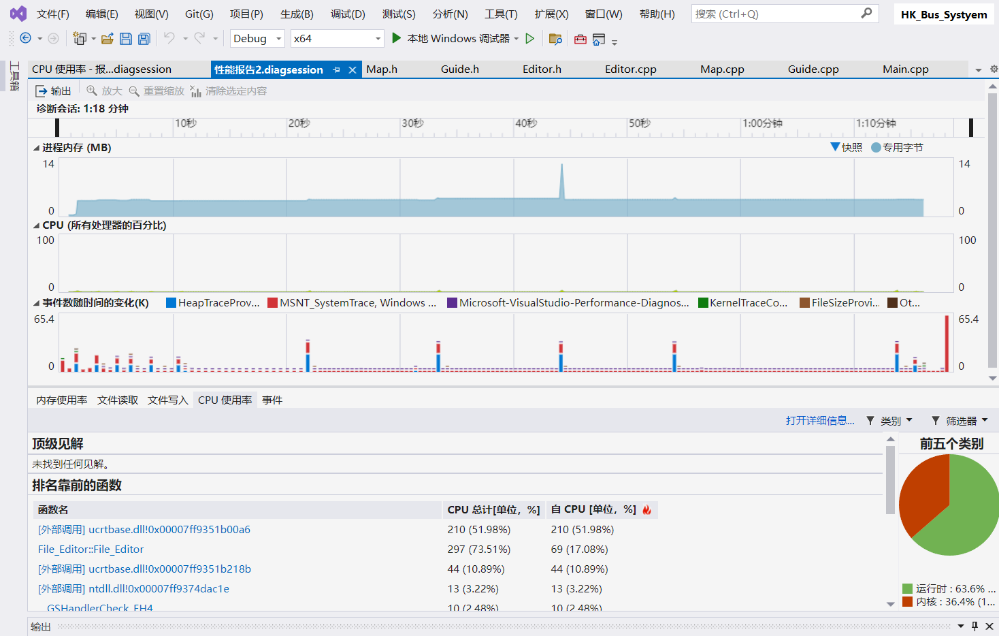 文件(F) 编辑(E) 视图(V) Git(G) 项目(P) 生成(B) 调试(D) 测试(S) 分析(N) 工具(T) 扩展(X) 窗口(W) 帮助(H) 搜索 (Ctrl+Q) HK_Bus_Systyem
Debug x64 本地 Windows 调试器
工具箱
CPU 使用率 - 报...diagsession 性能报告2.diagsession Map.h Guide.h Editor.h Editor.cpp Map.cpp Guide.cpp Main.cpp
输出 放大 重置缩放 清除选定内容
诊断会话: 1:18 分钟
10秒 20秒 30秒 40秒 50秒 1:00分钟 1:10分钟
进程内存 (MB) 快照 专用字节
14 14
0 0
CPU (所有处理器的百分比)
100 100
0 0
事件数随时间的变化(K) HeapTraceProv... MSNT_SystemTrace, Windows ... Microsoft-VisualStudio-Performance-Diagnos... KernelTraceCo... FileSizeProvi... Ot...
65.4 65.4
0 0
内存使用率 文件读取 文件写入 CPU 使用率 事件
打开详细信息... 类别 筛选器
顶级见解
未找到任何见解。
排名靠前的函数
函数名 CPU 总计[单位，%] 自 CPU [单位，%]
[外部调用] ucrtbase.dll!0x00007ff9351b00a6 210 (51.98%) 210 (51.98%)
File_Editor::File_Editor 297 (73.51%) 69 (17.08%)
[外部调用] ucrtbase.dll!0x00007ff9351b218b 44 (10.89%) 44 (10.89%)
[外部调用] ntdll.dll!0x00007ff9374dac1e 13 (3.22%) 13 (3.22%)
__GSHandlerCheck_EH4 10 (2.48%) 10 (2.48%)
前五个类别
运行时 : 63.6% ...
内核 : 36.4% (1...
输出